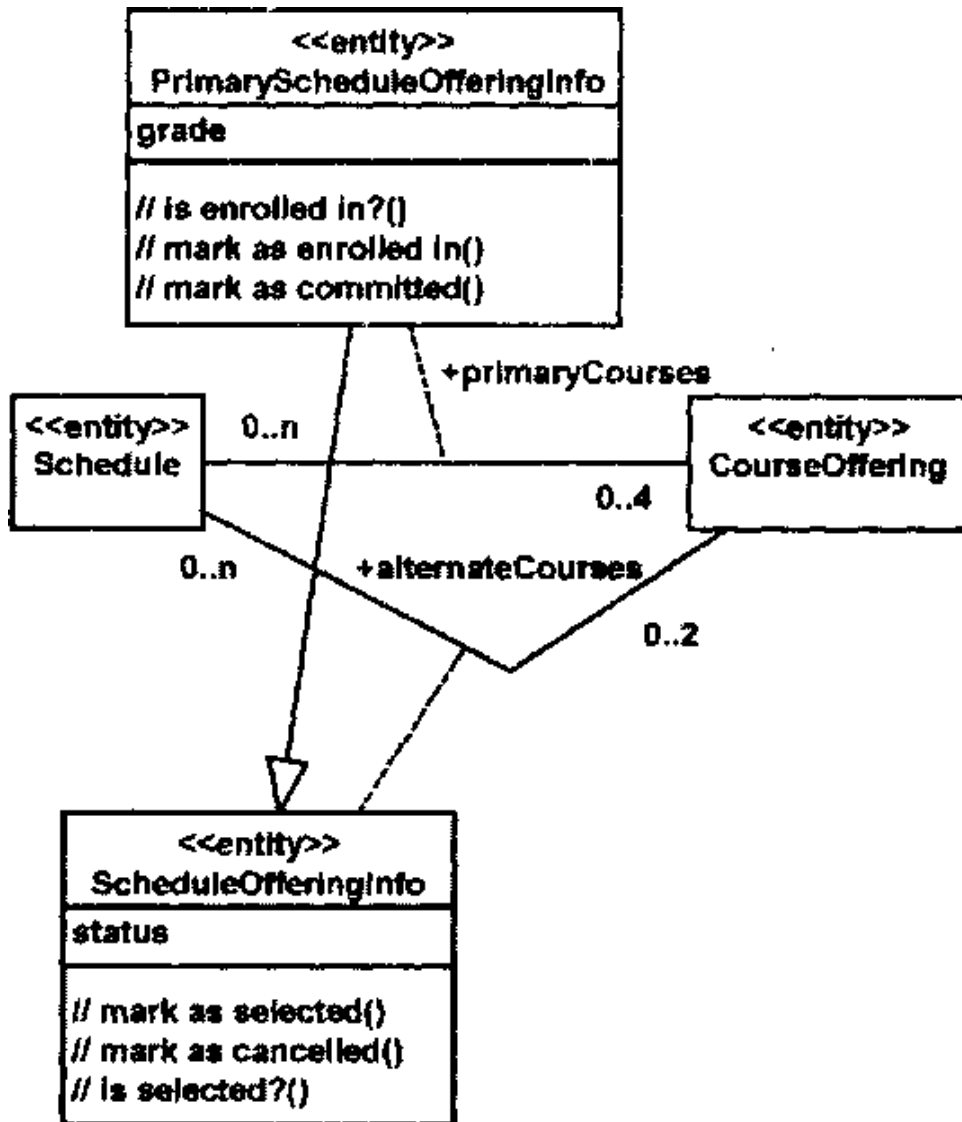 <<entity>>
PrimaryScheduleOfferingInfo
grade
// is enrolled in?()
// mark as enrolled in()
// mark as committed()
+primaryCourses
<<entity>>
Schedule
0..n
<<entity>>
CourseOffering
0..4
0..n
+alternateCourses
0..2
<<entity>>
ScheduleOfferingInfo
status
// mark as selected()
// mark as cancelled()
// is selected?()